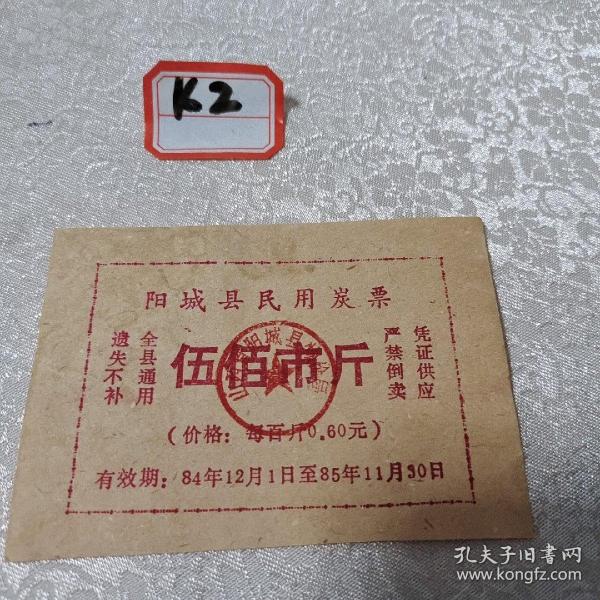 K2
阳城县民用炭票
遗失不补
全县通用
伍佰市斤
严禁倒卖
凭证供应
(价格：每百斤0.60元)
有效期：84年12月1日至85年11月30日
孔夫子旧书网
www.kongfz.com